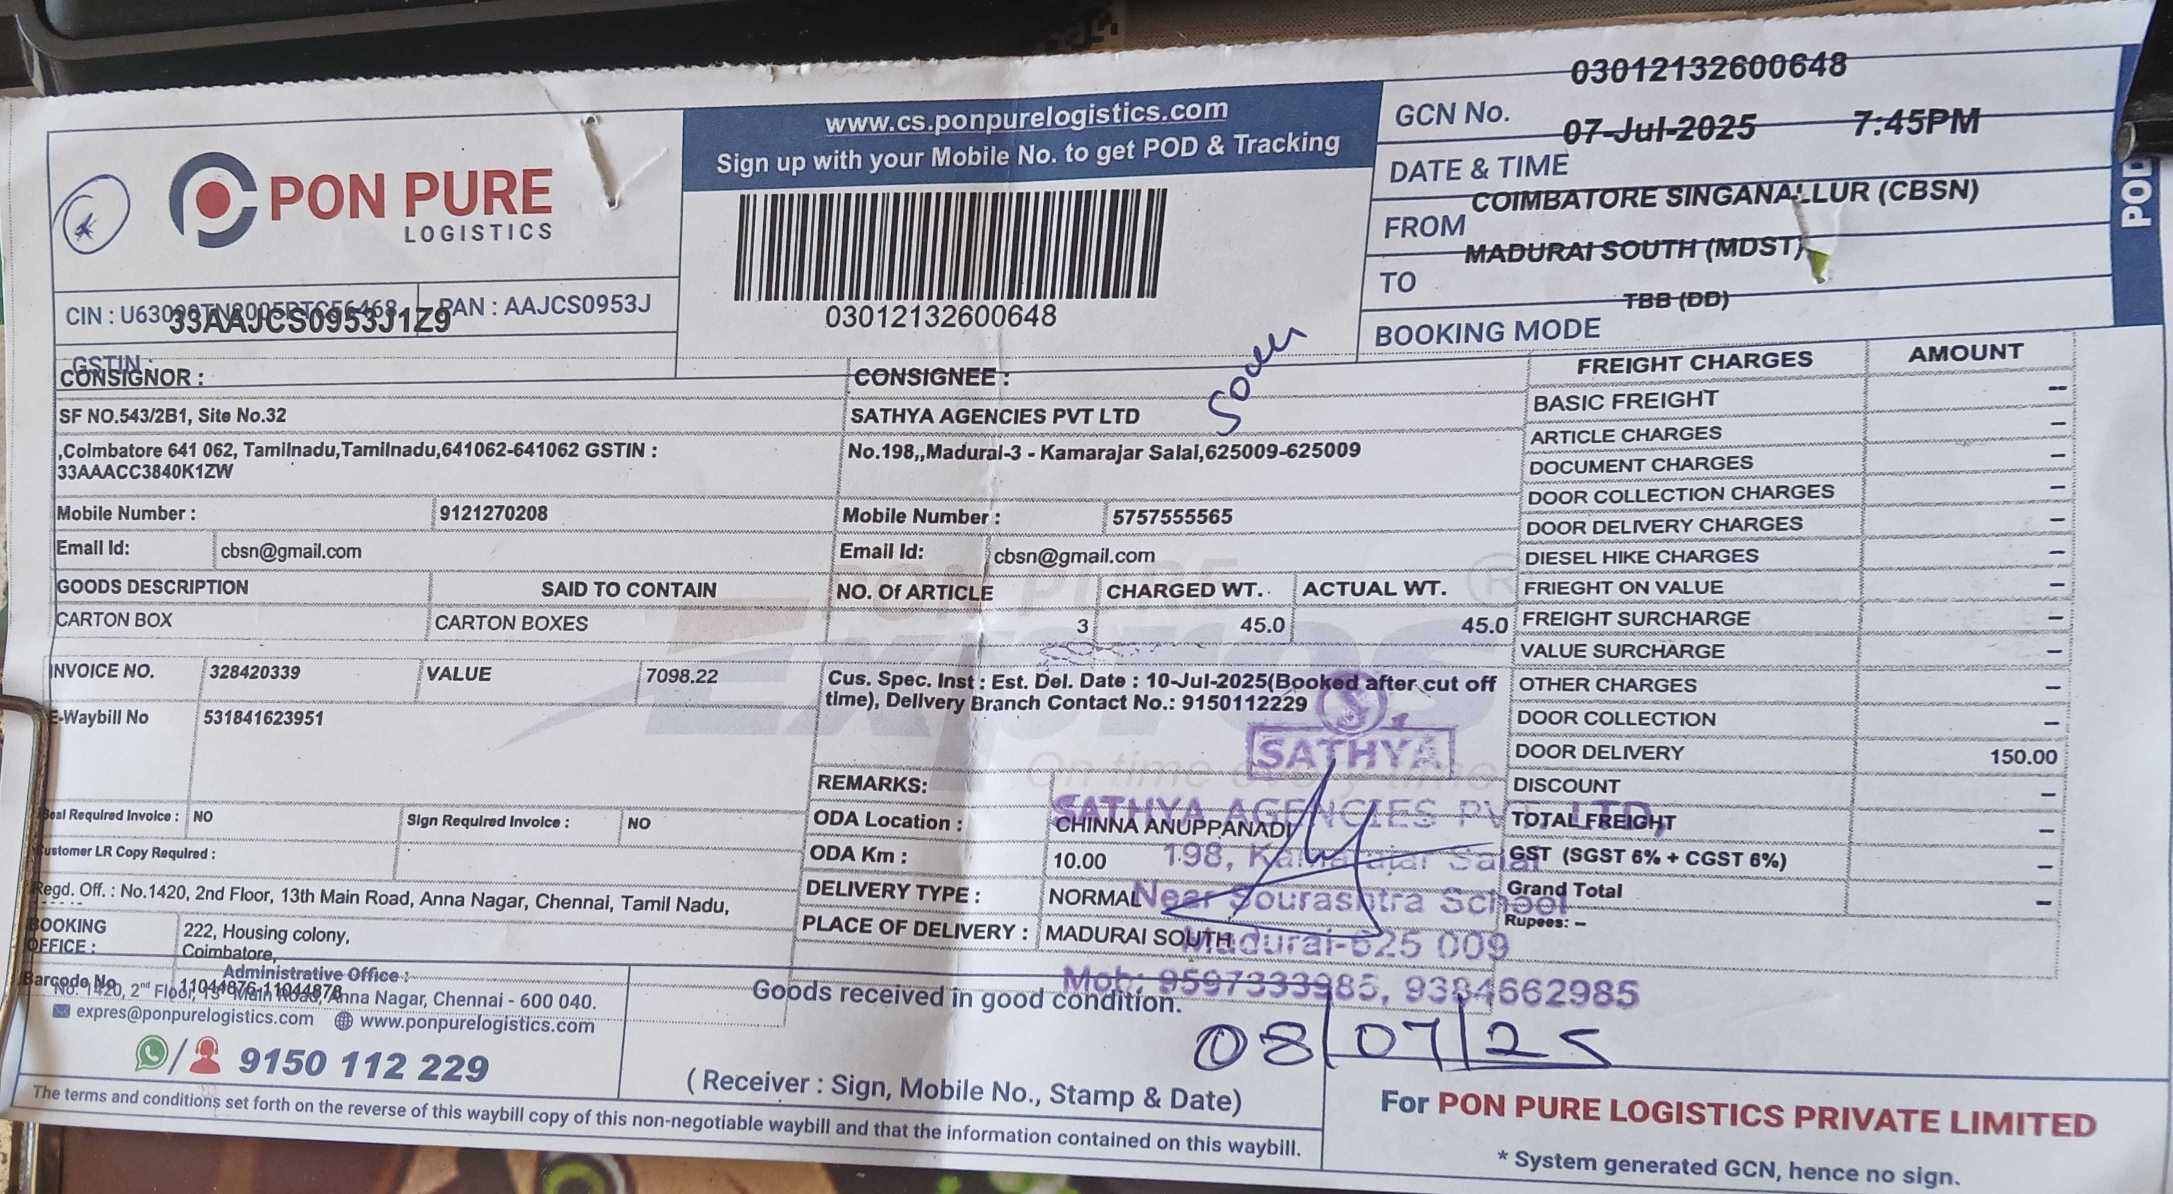 PON PURE
LOGISTICS
CIN : PAN : AAJCS0953J
33AAJCS0953J1Z9
GSTIN :
www.cs.ponpurelogistics.com
Sign up with your Mobile No. to get POD & Tracking
03012132600648
03012132600648
GCN No.
07-Jul-2025 7:45PM
DATE & TIME
COIMBATORE SINGANALLUR (CBSN)
FROM
MADURAI SOUTH (MDST)
TO
TBB (DD)
BOOKING MODE
POD
CONSIGNOR :
SF NO.543/2B1, Site No.32
,Coimbatore 641 062, Tamilnadu,Tamilnadu,641062-641062 GSTIN :
33AAACC3840K1ZW
Mobile Number : 9121270208
Email Id: cbsn@gmail.com
CONSIGNEE :
SATHYA AGENCIES PVT LTD
No.198,,Madurai-3 - Kamarajar Salai,625009-625009
Mobile Number : 5757555565
Email Id: cbsn@gmail.com
GOODS DESCRIPTION SAID TO CONTAIN NO. Of ARTICLE CHARGED WT. ACTUAL WT.
CARTON BOX CARTON BOXES 3 45.0 45.0
INVOICE NO. 328420339 VALUE 7098.22
E-Waybill No 531841623951
Seal Required Invoice : NO Sign Required Invoice : NO
Customer LR Copy Required :
Cus. Spec. Inst : Est. Del. Date : 10-Jul-2025(Booked after cut off
time), Delivery Branch Contact No.: 9150112229
REMARKS:
ODA Location : CHINNA ANUPPANADI
ODA Km : 10.00
DELIVERY TYPE : NORMAL
PLACE OF DELIVERY : MADURAI SOUTH
FREIGHT CHARGES AMOUNT
BASIC FREIGHT --
ARTICLE CHARGES –
DOCUMENT CHARGES –
DOOR COLLECTION CHARGES –
DOOR DELIVERY CHARGES –
DIESEL HIKE CHARGES –
FRIEGHT ON VALUE –
FREIGHT SURCHARGE –
VALUE SURCHARGE –
OTHER CHARGES –
DOOR COLLECTION –
DOOR DELIVERY 150.00
DISCOUNT –
TOTAL FREIGHT –
GST (SGST 6% + CGST 6%) –
Grand Total –
Rupees: –
SATHYA
SATHYA AGENCIES PVT. LTD,
198, Kamarajar Salai
Near Sourashtra School
Madurai-625 009
Mob: 9597333985, 9384662985
Regd. Off. : No.1420, 2nd Floor, 13th Main Road, Anna Nagar, Chennai, Tamil Nadu,
BOOKING
OFFICE :
222, Housing colony,
Coimbatore,
Administrative Office :
Barcode No 11044876-11044878
No. 1420, 2nd Floor, 13th Main Road, Anna Nagar, Chennai - 600 040.
expres@ponpurelogistics.com www.ponpurelogistics.com
9150 112 229
Goods received in good condition.
08/07/25
( Receiver : Sign, Mobile No., Stamp & Date)
The terms and conditions set forth on the reverse of this waybill copy of this non-negotiable waybill and that the information contained on this waybill.
For PON PURE LOGISTICS PRIVATE LIMITED
* System generated GCN, hence no sign.